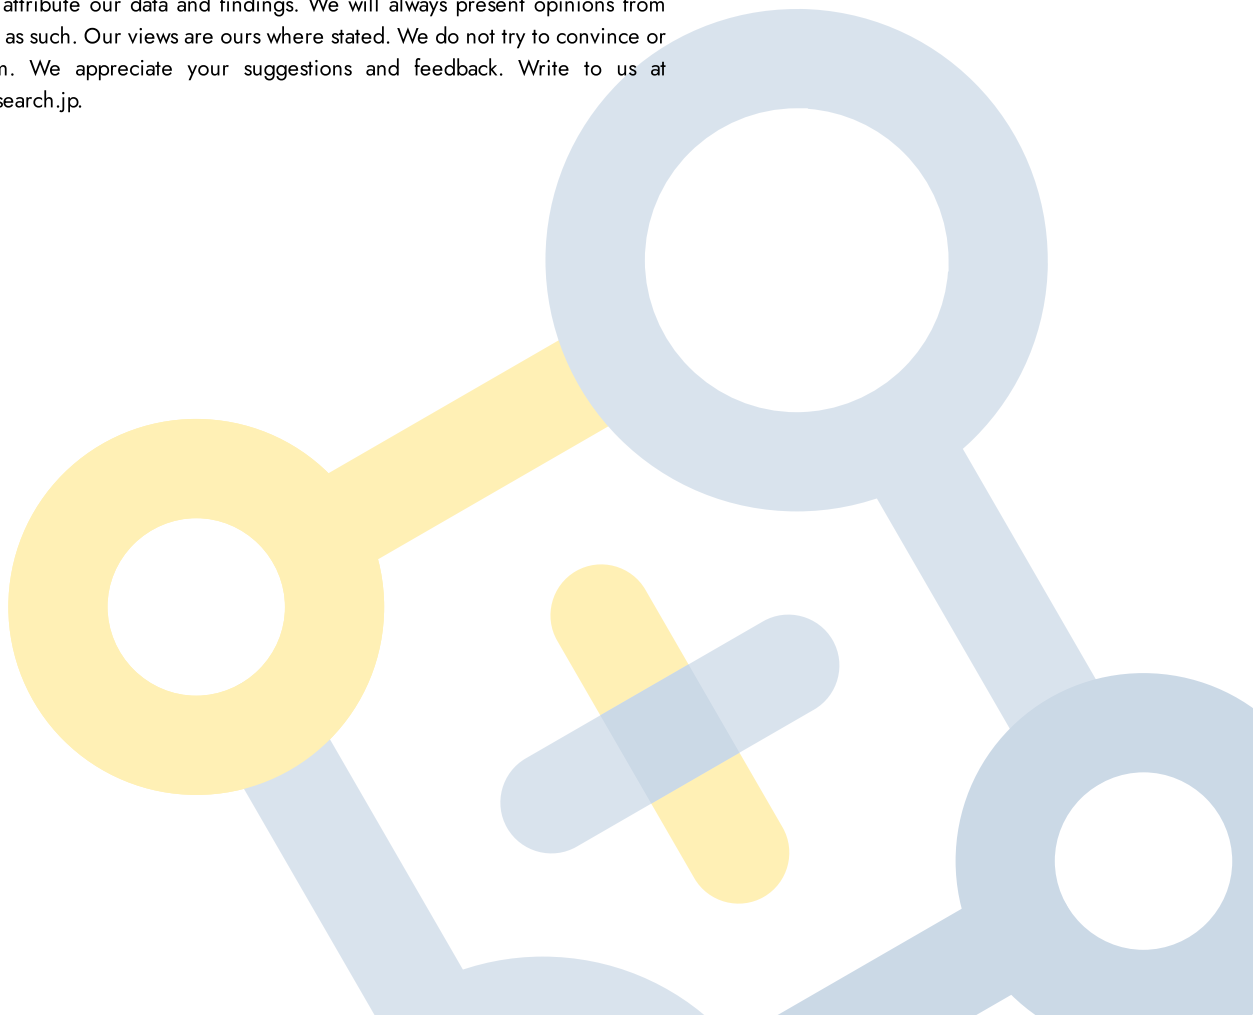 attribute our data and findings. We will always present opinions from
as such. Our views are ours where stated. We do not try to convince or
We appreciate your suggestions and feedback. Write to us at
search.jp.